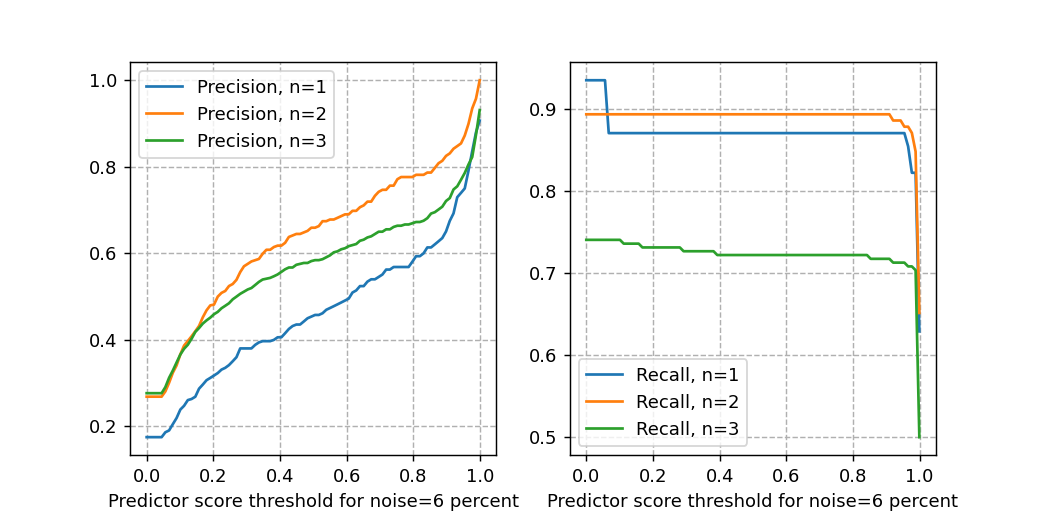 1.0
0.8
0.6
0.4
0.2
Precision, n=1
Precision, n=2
Precision, n=3
0.0 0.2 0.4 0.6 0.8 1.0
Predictor score threshold for noise=6 percent
0.9
0.8
0.7
0.6
0.5
Recall, n=1
Recall, n=2
Recall, n=3
0.0 0.2 0.4 0.6 0.8 1.0
Predictor score threshold for noise=6 percent